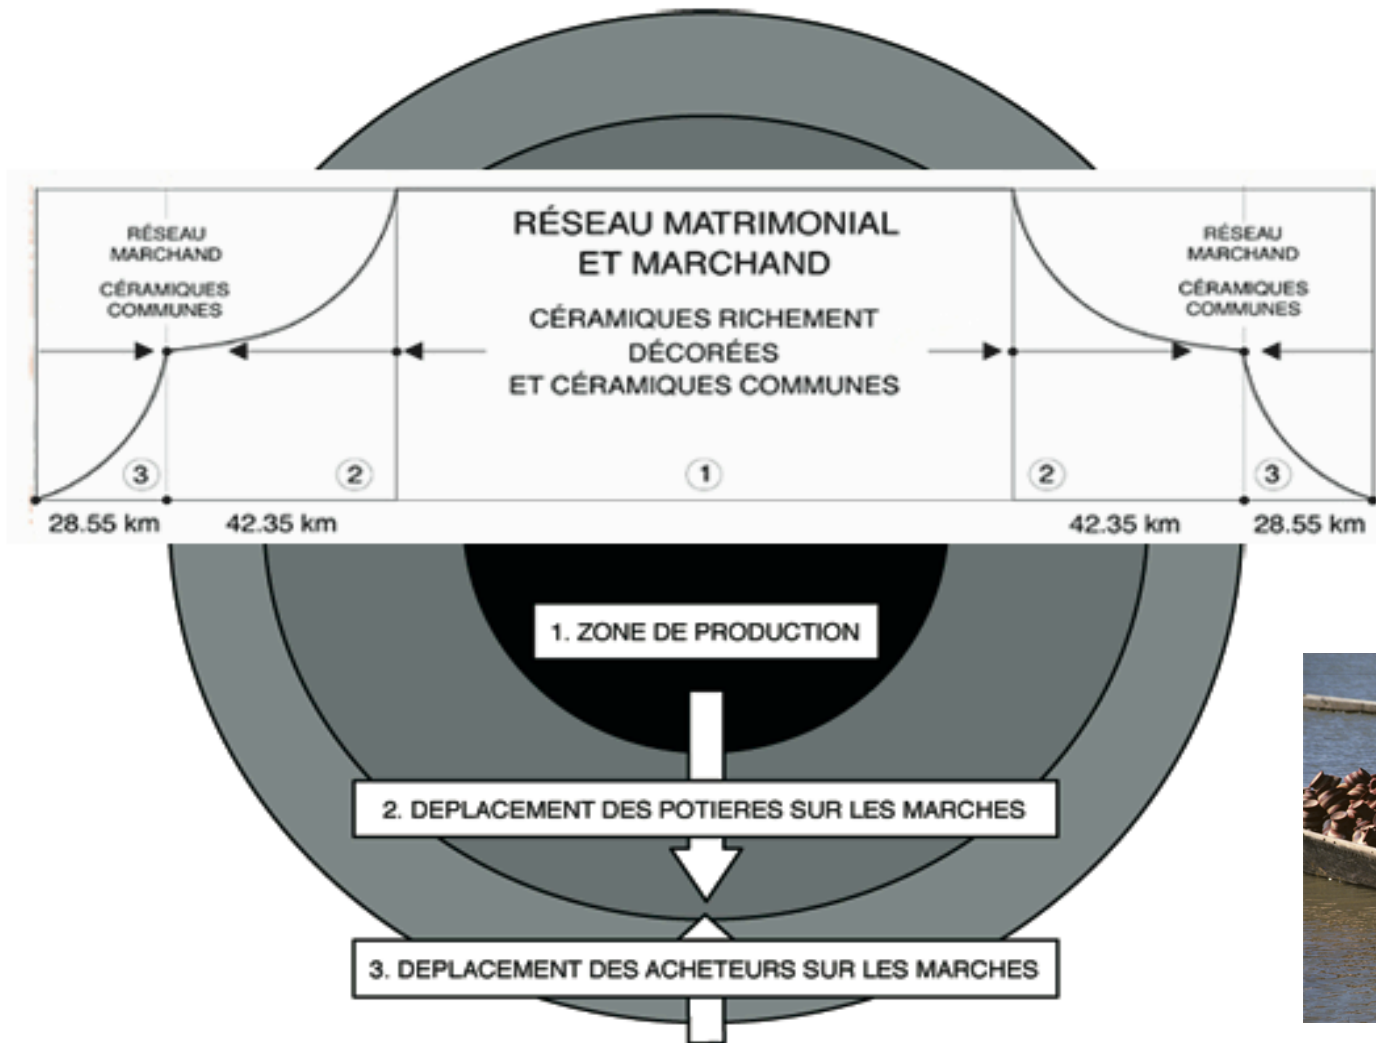 RÉSEAU
MARCHAND
CÉRAMIQUES
COMMUNES
RÉSEAU MATRIMONIAL
ET MARCHAND
CÉRAMIQUES RICHEMENT
DÉCORÉES
ET CÉRAMIQUES COMMUNES
RÉSEAU
MARCHAND
CÉRAMIQUES
COMMUNES
3 2 1 2 3
28.55 km 42.35 km 42.35 km 28.55 km
1. ZONE DE PRODUCTION
2. DEPLACEMENT DES POTIERES SUR LES MARCHES
3. DEPLACEMENT DES ACHETEURS SUR LES MARCHES